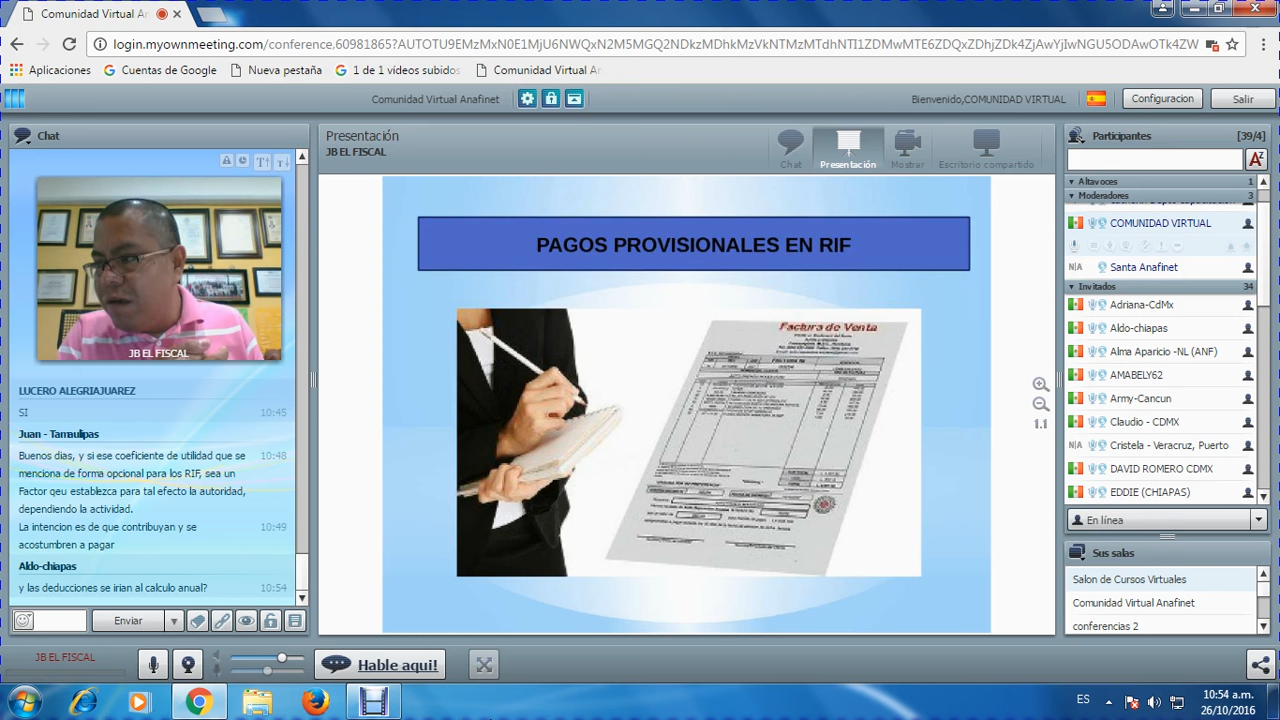 Comunidad Virtual Anafin
login.myownmeeting.com/conference,60981865?AUTOTU9EMzMxN0E1MjU6NWQxN2M5MGQ2NDkzMDhkMzVkNTMzMTdhNTI1ZDMwMTE6ZDQxZDhjZDk4ZjAwYjIwNGU5ODAwOTk4ZW
Aplicaciones Cuentas de Google Nueva pestaña 1 de 1 vídeos subidos Comunidad Virtual An
Comunidad Virtual Anafinet
Bienvenido,COMUNIDAD VIRTUAL
Configuracion
Salir
Chat
JB EL FISCAL
LUCERO ALEGRIAJUAREZ
SI 10:45
Juan - Tamaulipas
Buenos dias, y si ese coeficiente de utilidad que se 10:48
menciona de forma opcional para los RIF, sea un
Factor qeu establezca para tal efecto la autoridad,
dependiendo la actividad.
La intencion es de que contribuyan y se 10:49
acostumbren a pagar
Aldo-chiapas
y las deducciones se irian al calculo anual? 10:54
Enviar
Presentación
JB EL FISCAL
Chat
Presentación
Mostrar
Escritorio compartido
PAGOS PROVISIONALES EN RIF
Factura de Venta
1.1
Participantes [39/4]
Altavoces 1
Moderadores 3
COMUNIDAD VIRTUAL
N/A Santa Anafinet
Invitados 34
Adriana-CdMx
Aldo-chiapas
Alma Aparicio -NL (ANF)
AMABELY62
Army-Cancun
Claudio - CDMX
N/A Cristela - Veracruz, Puerto
DAVID ROMERO CDMX
EDDIE (CHIAPAS)
En línea
Sus salas
Salon de Cursos Virtuales
Comunidad Virtual Anafinet
conferencias 2
JB EL FISCAL
Hable aqui!
ES
10:54 a.m.
26/10/2016